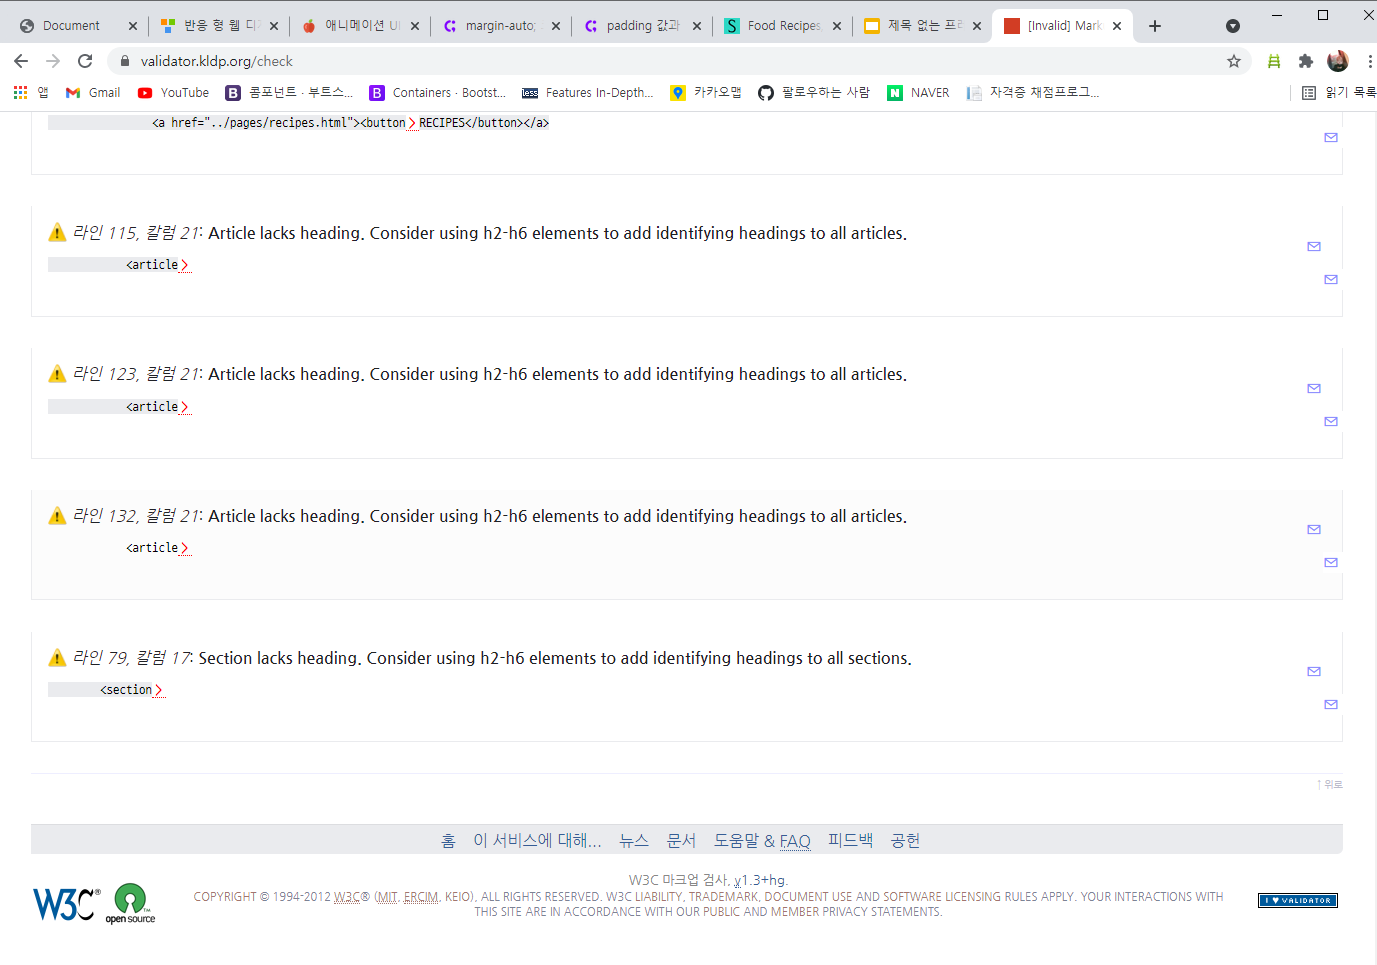 Document
반응 형 웹 디
애니메이션 U
margin-auto;
padding 값과
Food Recipes
제목 없는 프
[Invalid] Mark
validator.kldp.org/check
앱
Gmail
YouTube
콤포넌트 · 부트스...
Containers · Bootst...
Features In-Depth...
카카오맵
팔로우하는 사람
NAVER
자격증 채점프로그...
읽기 목록
<a href="../pages/recipes.html"><button>RECIPES</button></a>
라인 115, 칼럼 21: Article lacks heading. Consider using h2-h6 elements to add identifying headings to all articles.
<article>
라인 123, 칼럼 21: Article lacks heading. Consider using h2-h6 elements to add identifying headings to all articles.
<article>
라인 132, 칼럼 21: Article lacks heading. Consider using h2-h6 elements to add identifying headings to all articles.
<article>
라인 79, 칼럼 17: Section lacks heading. Consider using h2-h6 elements to add identifying headings to all sections.
<section>
↑ 위로
홈 이 서비스에 대해... 뉴스 문서 도움말 & FAQ 피드백 공헌
W3C®
open source
TM
W3C 마크업 검사, v1.3+hg.
COPYRIGHT © 1994-2012 W3C® (MIT, ERCIM, KEIO), ALL RIGHTS RESERVED. W3C LIABILITY, TRADEMARK, DOCUMENT USE AND SOFTWARE LICENSING RULES APPLY. YOUR INTERACTIONS WITH
THIS SITE ARE IN ACCORDANCE WITH OUR PUBLIC AND MEMBER PRIVACY STATEMENTS.
I ♥ VALIDATOR